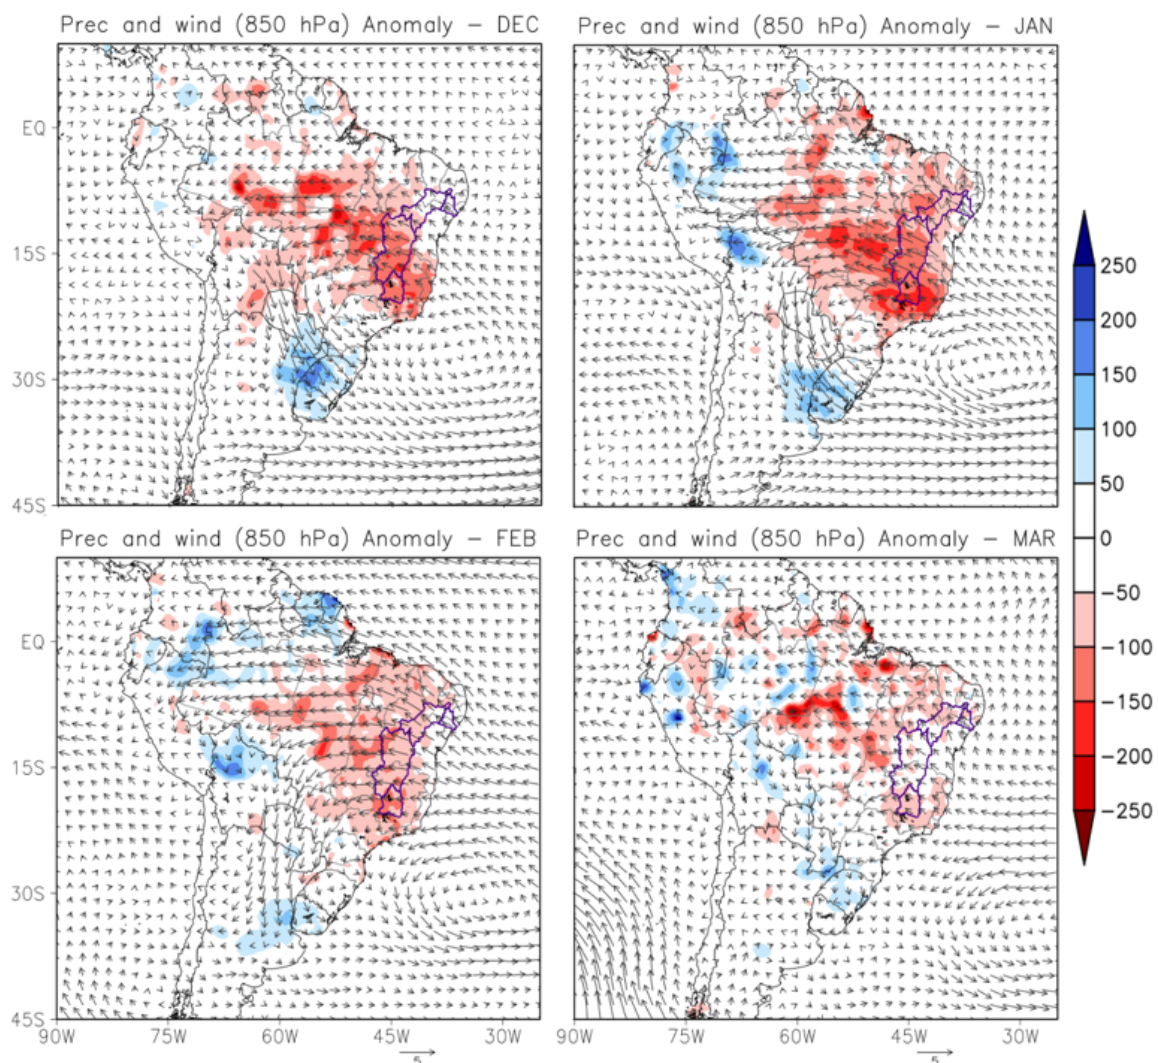 Prec and wind (850 hPa) Anomaly – DEC
Prec and wind (850 hPa) Anomaly – JAN
EQ
15S
30S
45S
250
200
150
100
50
0
-50
-100
-150
-200
-250
Prec and wind (850 hPa) Anomaly – FEB
Prec and wind (850 hPa) Anomaly – MAR
EQ
15S
30S
45S
90W 75W 60W 45W 30W
75W 60W 45W 30W
5 5